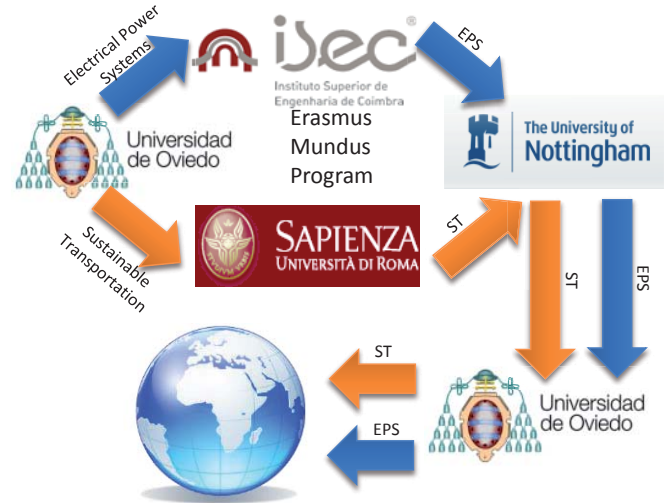 Electrical Power
Systems
isec
®
EPS
Instituto Superior de
Engenharia de Coimbra
Erasmus
Mundus
Program
Universidad
de Oviedo
The University of
Nottingham
Sustainable
Transportation
SAPIENZA
UNIVERSITÀ DI ROMA
ST
ST
EPS
ST
EPS
Universidad
de Oviedo